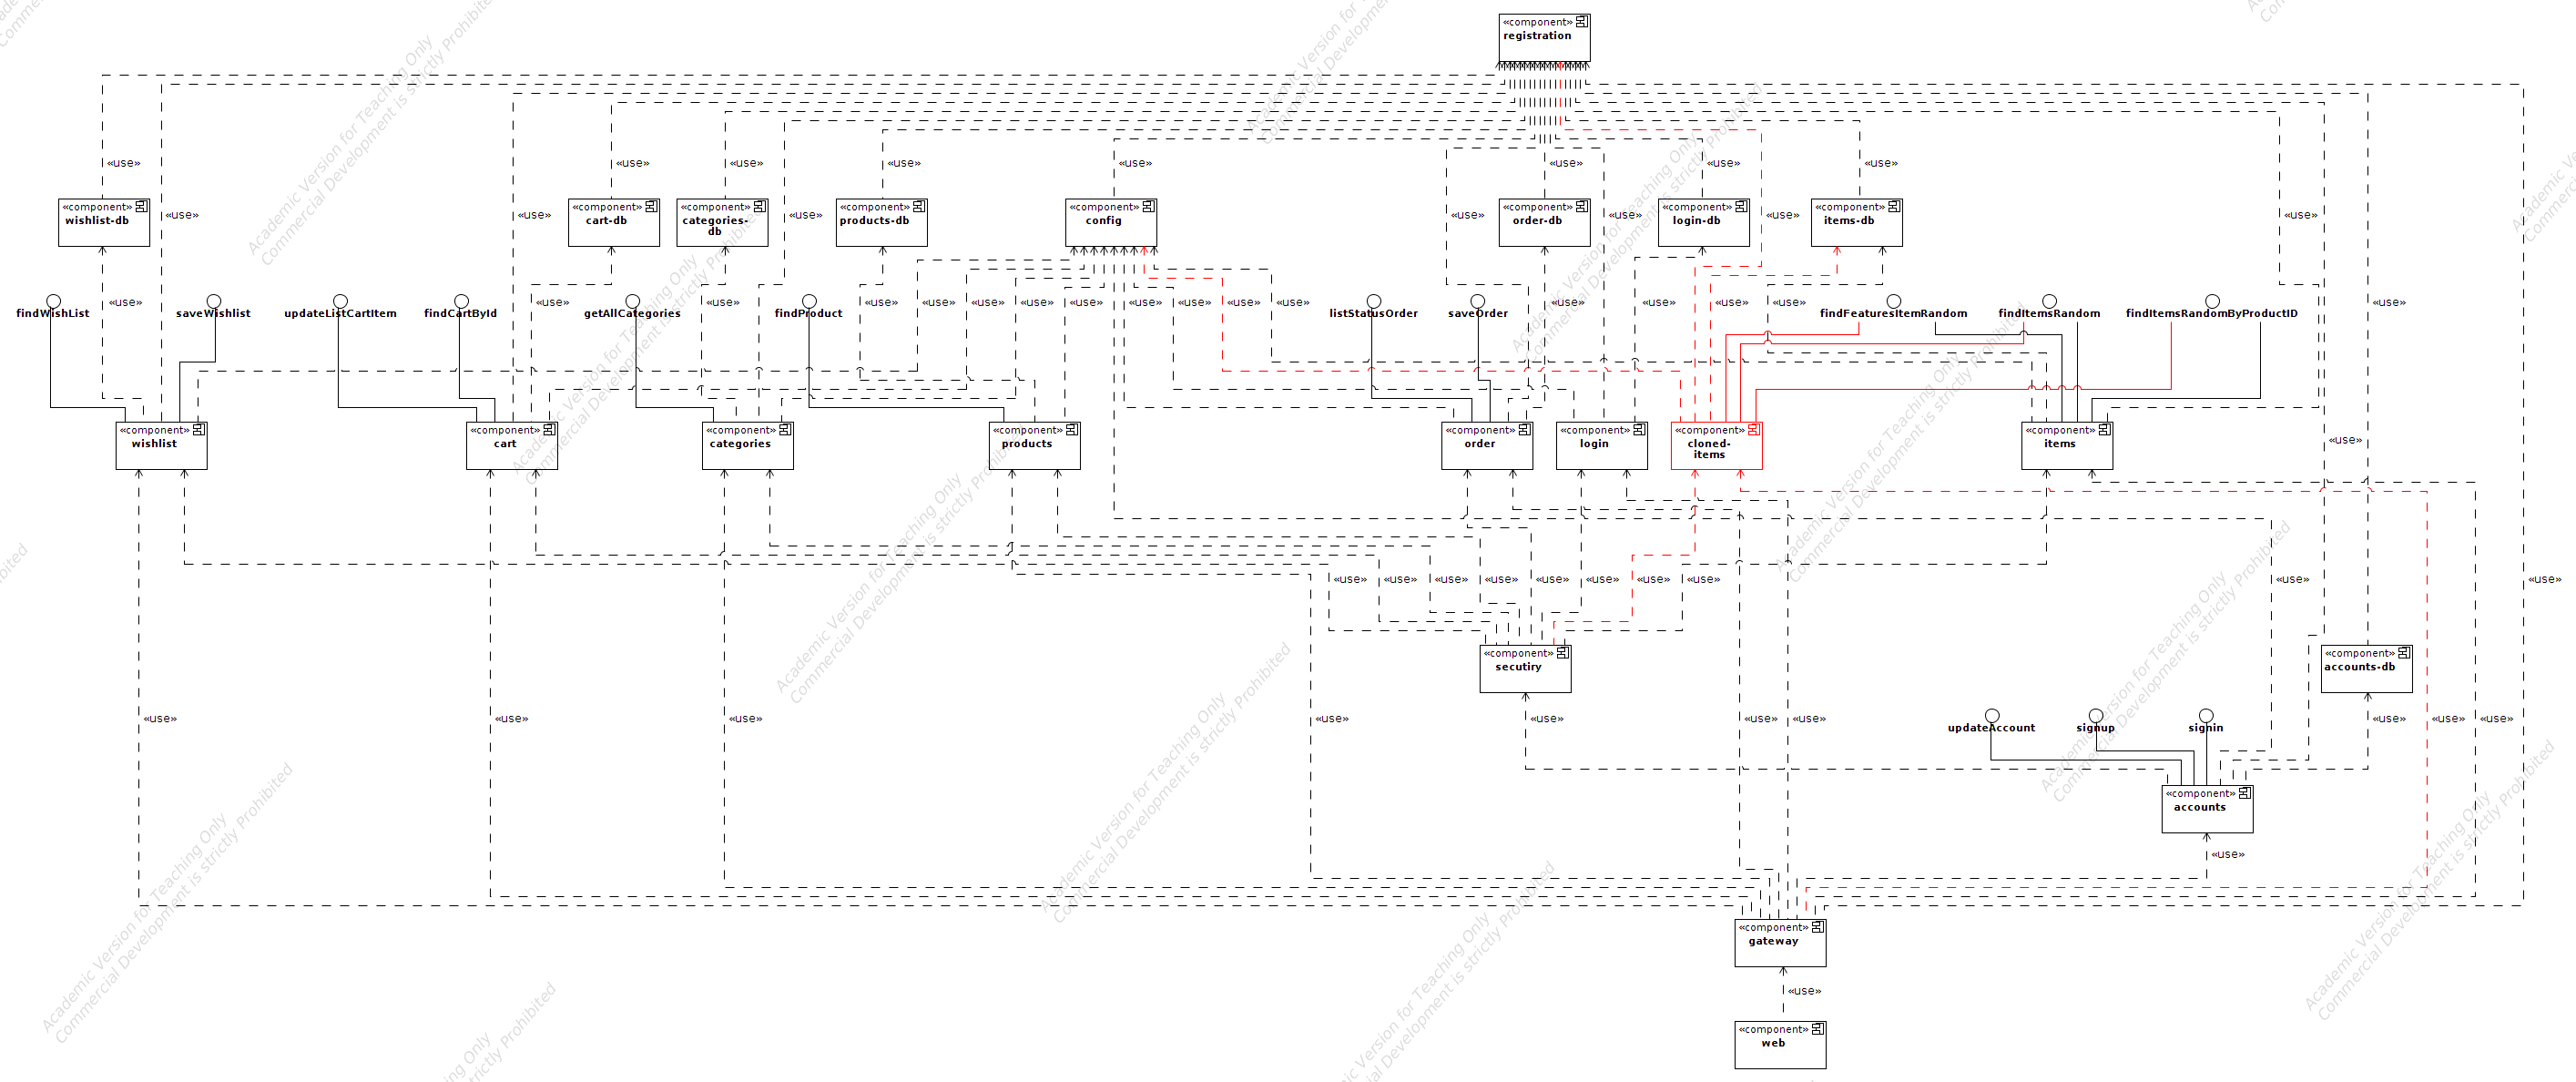 «component»
registration
«use» «use» «use» «use» «use» «use» «use» «use»
«component»
wishlist-db
«component»
cart-db
«component»
categories-
db
«component»
products-db
«component»
config
«component»
order-db
«component»
login-db
«component»
items-db
«use» «use» «use» «use» «use» «use» «use»
«use» «use» «use» «use» «use» «use» «use» «use» «use» «use» «use» «use» «use» «use» «use» «use»
findWishList
saveWishlist
updateListCartItem
findCartById
getAllCategories
findProduct
listStatusOrder
saveOrder
findFeaturesItemRandom
findItemsRandom
findItemsRandomByProductID
«component»
wishlist
«component»
cart
«component»
categories
«component»
products
«component»
order
«component»
login
«component»
cloned-
items
«component»
items
«use»
«use» «use» «use» «use» «use» «use» «use» «use» «use» «use»
«component»
secutiry
«component»
accounts-db
«use» «use» «use» «use» «use» «use» «use» «use» «use» «use»
updateAccount
signup
signin
«component»
accounts
«use»
«component»
gateway
«use»
«component»
web
Academic Version for Teaching Only
Commercial Development is strictly Prohibited